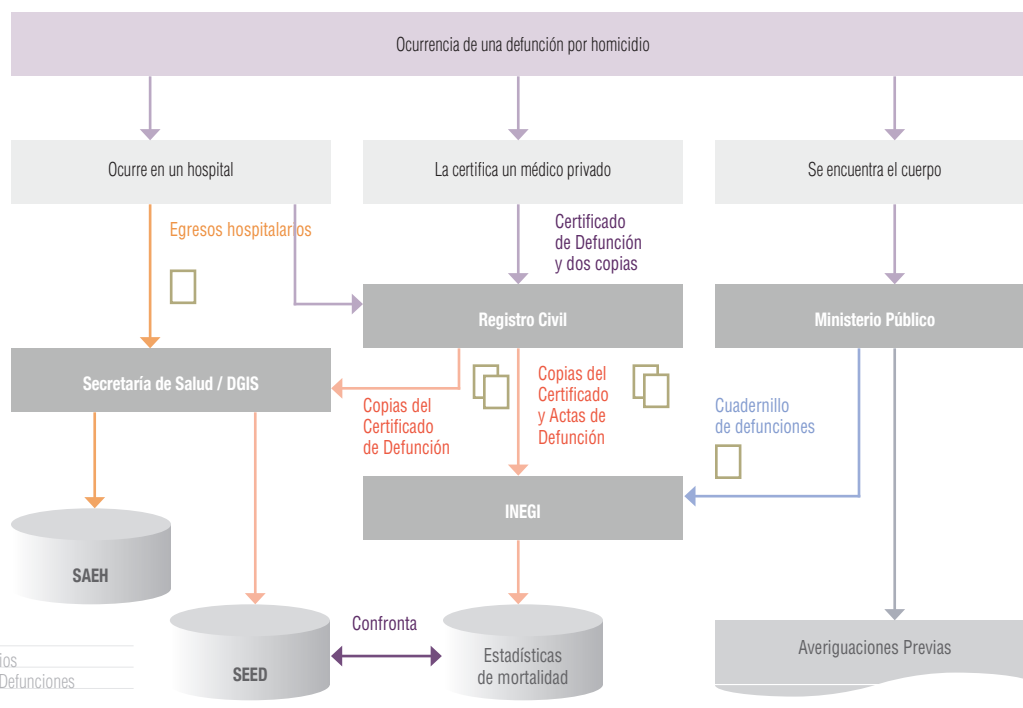 Ocurrencia de una defunción por homicidio
Ocurre en un hospital
La certifica un médico privado
Se encuentra el cuerpo
Egresos hospitalarios
Certificado
de Defunción
y dos copias
Registro Civil
Ministerio Público
Secretaría de Salud / DGIS
Copias del
Certificado
de Defunción
Copias del
Certificado
y Actas de
Defunción
Cuadernillo
de defunciones
INEGI
SAEH
SEED
Confronta
Estadísticas
de mortalidad
Averiguaciones Previas
ios
Defunciones